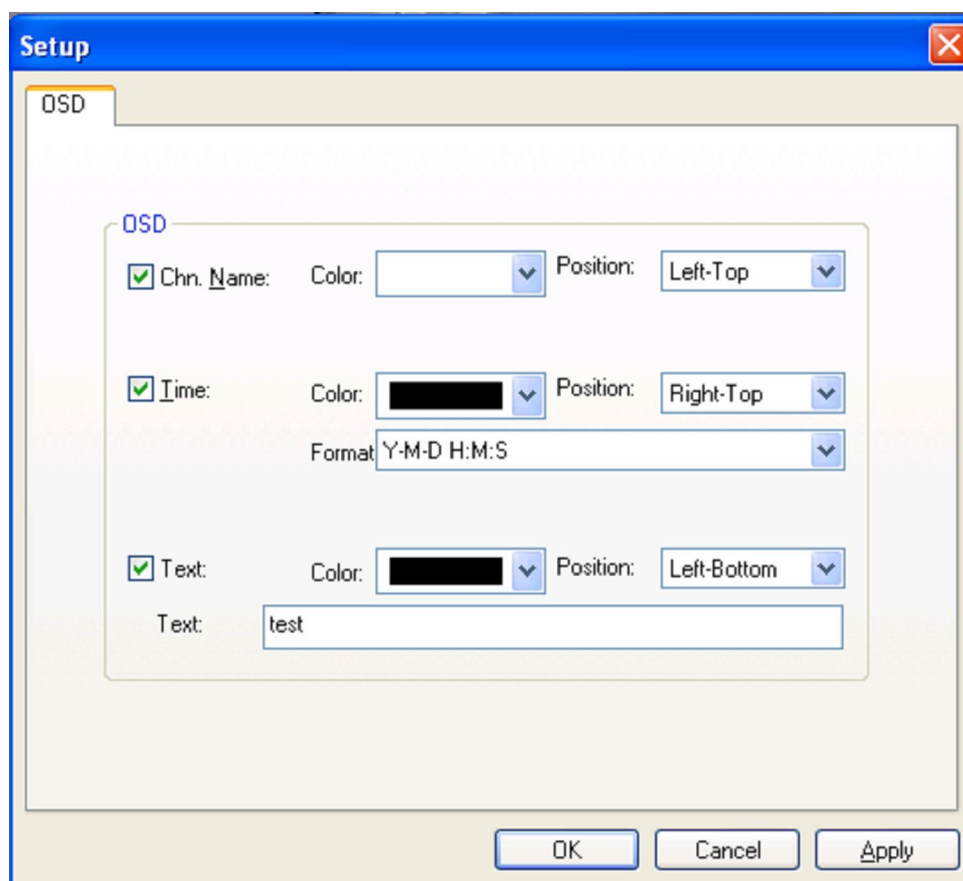 Setup
OSD
OSD
Chn. Name: Color: Position: Left-Top
Time: Color: Position: Right-Top
Format Y-M-D H:M:S
Text: Color: Position: Left-Bottom
Text: test
OK Cancel Apply